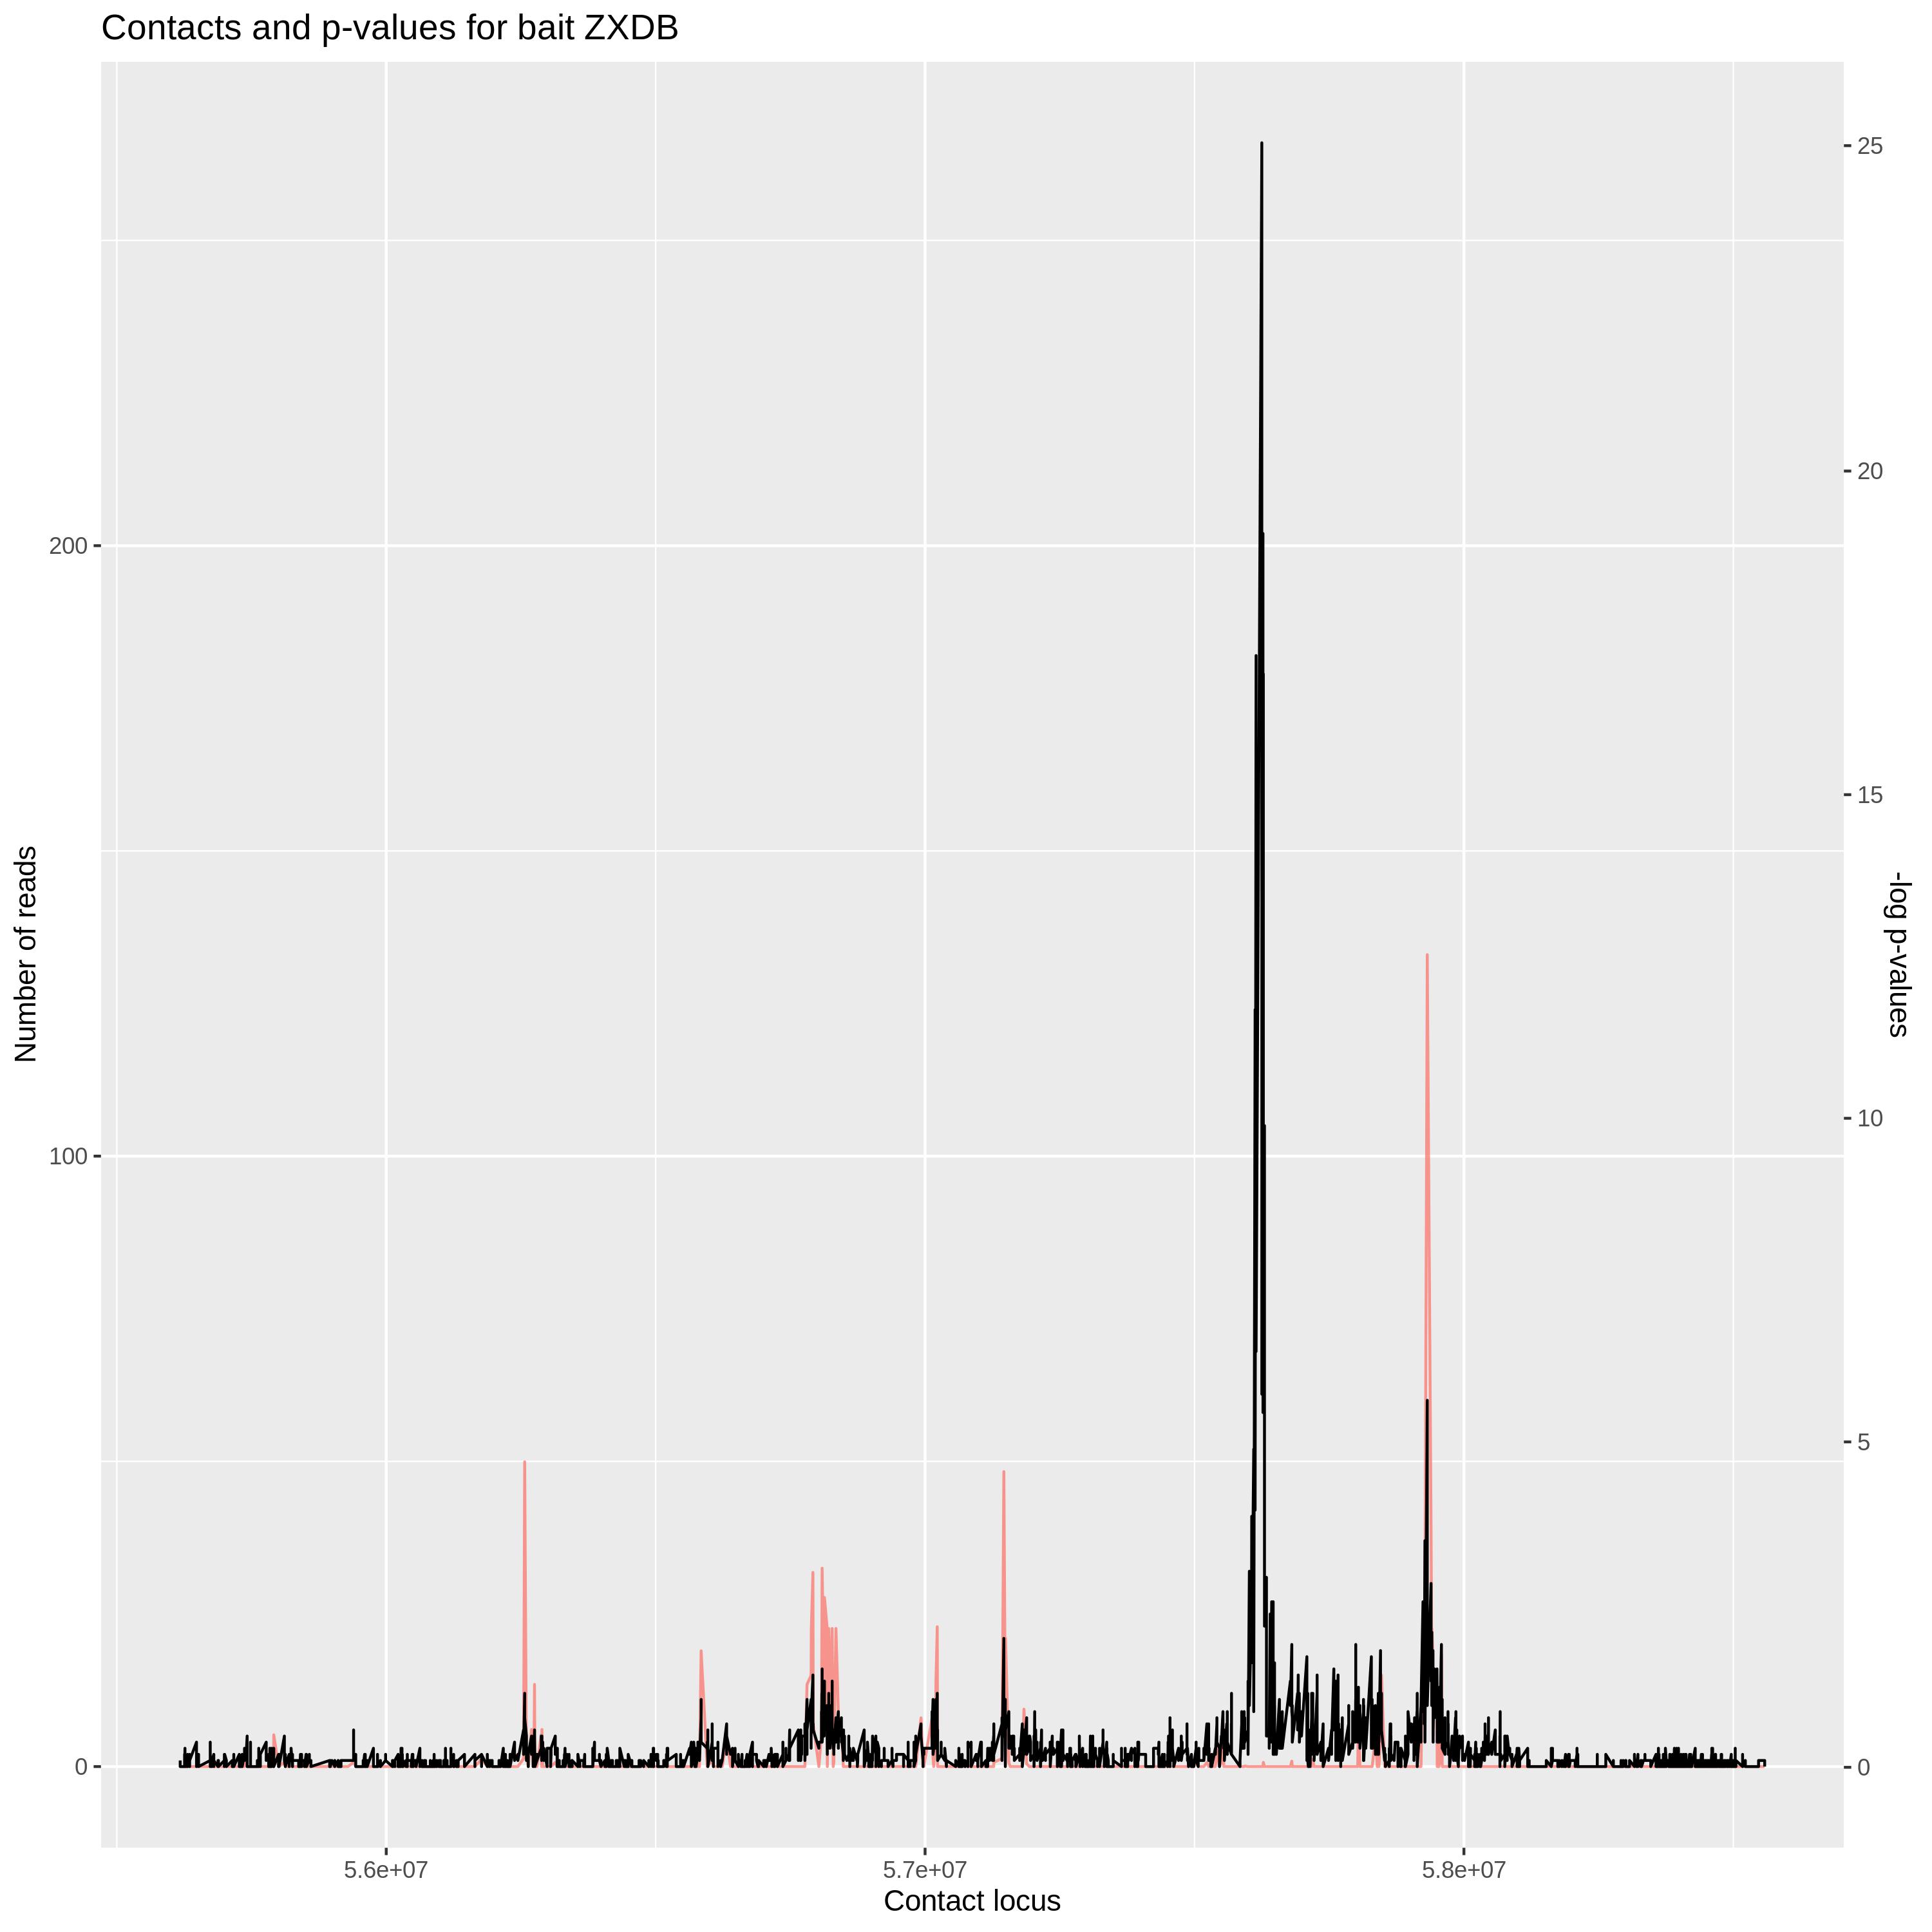 Contacts and p-values for bait ZXDB
25
20
200
15
Number of reads
-log p-values
10
100
5
0
0
5.6e+07
5.7e+07
5.8e+07
Contact locus